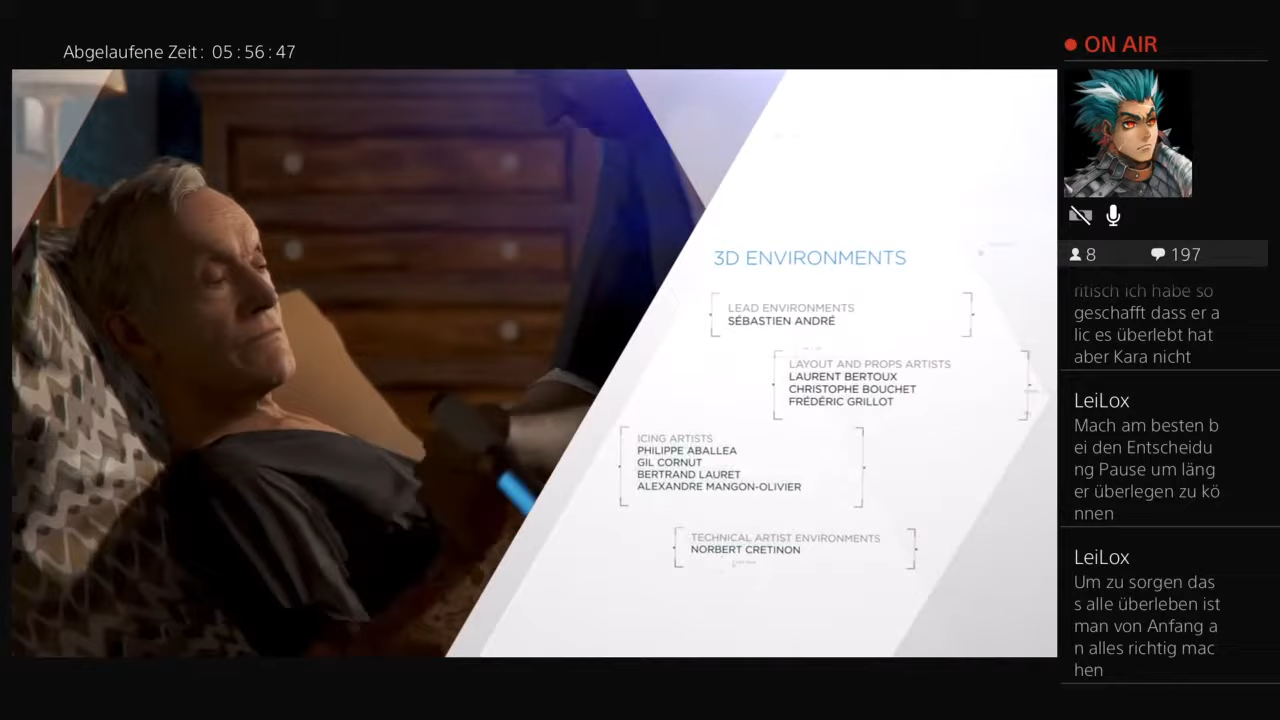 Abgelaufene Zeit: 05:56:47
ON AIR
8
197
3D ENVIRONMENTS
LEAD ENVIRONMENTS
SÉBASTIEN ANDRÉ
LAYOUT AND PROPS ARTISTS
LAURENT BERTOUX
CHRISTOPHE BOUCHET
FRÉDÉRIC GRILLOT
ICING ARTISTS
PHILIPPE ABALLEA
GIL CORNUT
BERTRAND LAURET
ALEXANDRE MANGON-OLIVIER
TECHNICAL ARTIST ENVIRONMENTS
NORBERT CRETINON
ritisch ich habe so
geschafft dass er a
lic es überlebt hat
aber Kara nicht
LeiLox
Mach am besten b
ei den Entscheidu
ng Pause um läng
er überlegen zu kö
nnen
LeiLox
Um zu sorgen das
s alle überleben ist
man von Anfang a
n alles richtig mac
hen